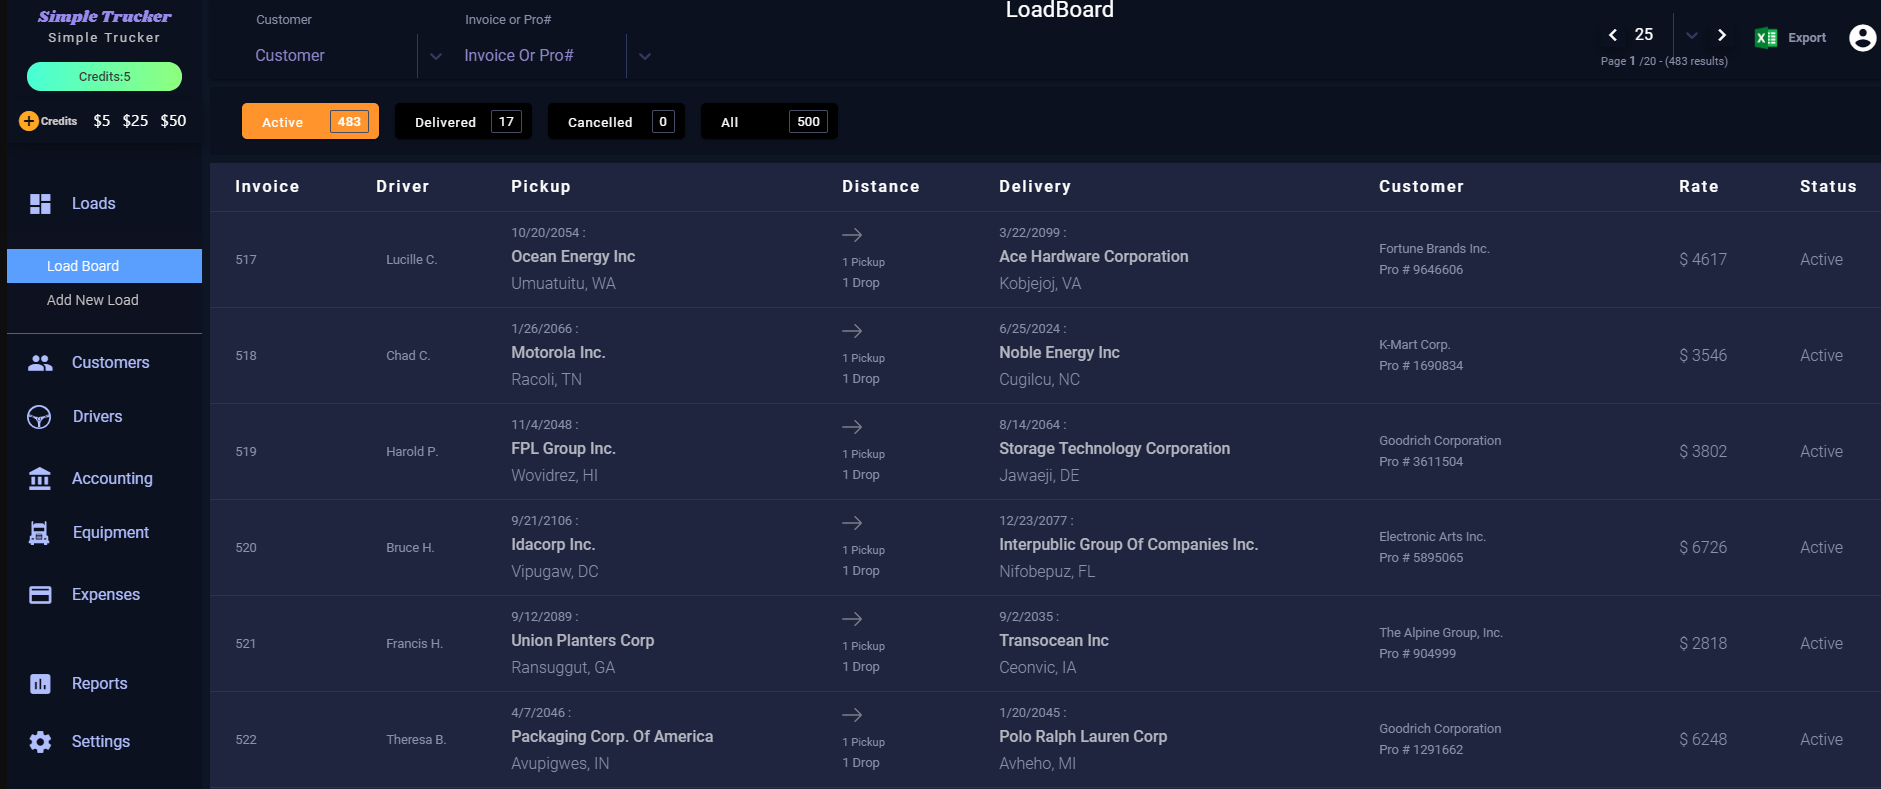 Simple Trucker
Simple Trucker
Credits:5
Credits $5 $25 $50
Loads
Load Board
Add New Load
Customers
Drivers
Accounting
Equipment
Expenses
Reports
Settings
LoadBoard
Customer Invoice or Pro#
Customer Invoice Or Pro#
25
Page 1 /20 - (483 results)
Export
Active 483 Delivered 17 Cancelled 0 All 500
Invoice Driver Pickup Distance Delivery Customer Rate Status
10/20/2054 : 3/22/2099 :
Fortune Brands Inc.
517 Lucille C. Ocean Energy Inc 1 Pickup Ace Hardware Corporation $ 4617 Active
Pro # 9646606
Umuatuitu, WA 1 Drop Kobjejoj, VA
1/26/2066 : 6/25/2024 :
K-Mart Corp.
518 Chad C. Motorola Inc. 1 Pickup Noble Energy Inc $ 3546 Active
Pro # 1690834
Racoli, TN 1 Drop Cugilcu, NC
11/4/2048 : 8/14/2064 :
Goodrich Corporation
519 Harold P. FPL Group Inc. 1 Pickup Storage Technology Corporation $ 3802 Active
Pro # 3611504
Wovidrez, HI 1 Drop Jawaeji, DE
9/21/2106 : 12/23/2077 :
Electronic Arts Inc.
520 Bruce H. Idacorp Inc. 1 Pickup Interpublic Group Of Companies Inc. $ 6726 Active
Pro # 5895065
Vipugaw, DC 1 Drop Nifobepuz, FL
9/12/2089 : 9/2/2035 :
The Alpine Group, Inc.
521 Francis H. Union Planters Corp 1 Pickup Transocean Inc $ 2818 Active
Pro # 904999
Ransuggut, GA 1 Drop Ceonvic, IA
4/7/2046 : 1/20/2045 :
Goodrich Corporation
522 Theresa B. Packaging Corp. Of America 1 Pickup Polo Ralph Lauren Corp $ 6248 Active
Pro # 1291662
Avupigwes, IN 1 Drop Avheho, MI